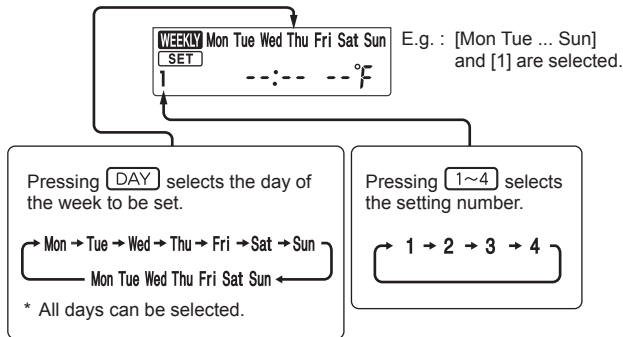 WEEKLY Mon Tue Wed Thu Fri Sat Sun
SET
1 --:-- --°F
E.g. : [Mon Tue ... Sun]
and [1] are selected.
Pressing DAY selects the day of
the week to be set.
Mon → Tue → Wed → Thu → Fri → Sat → Sun
Mon Tue Wed Thu Fri Sat Sun
* All days can be selected.
Pressing 1~4 selects
the setting number.
1 → 2 → 3 → 4